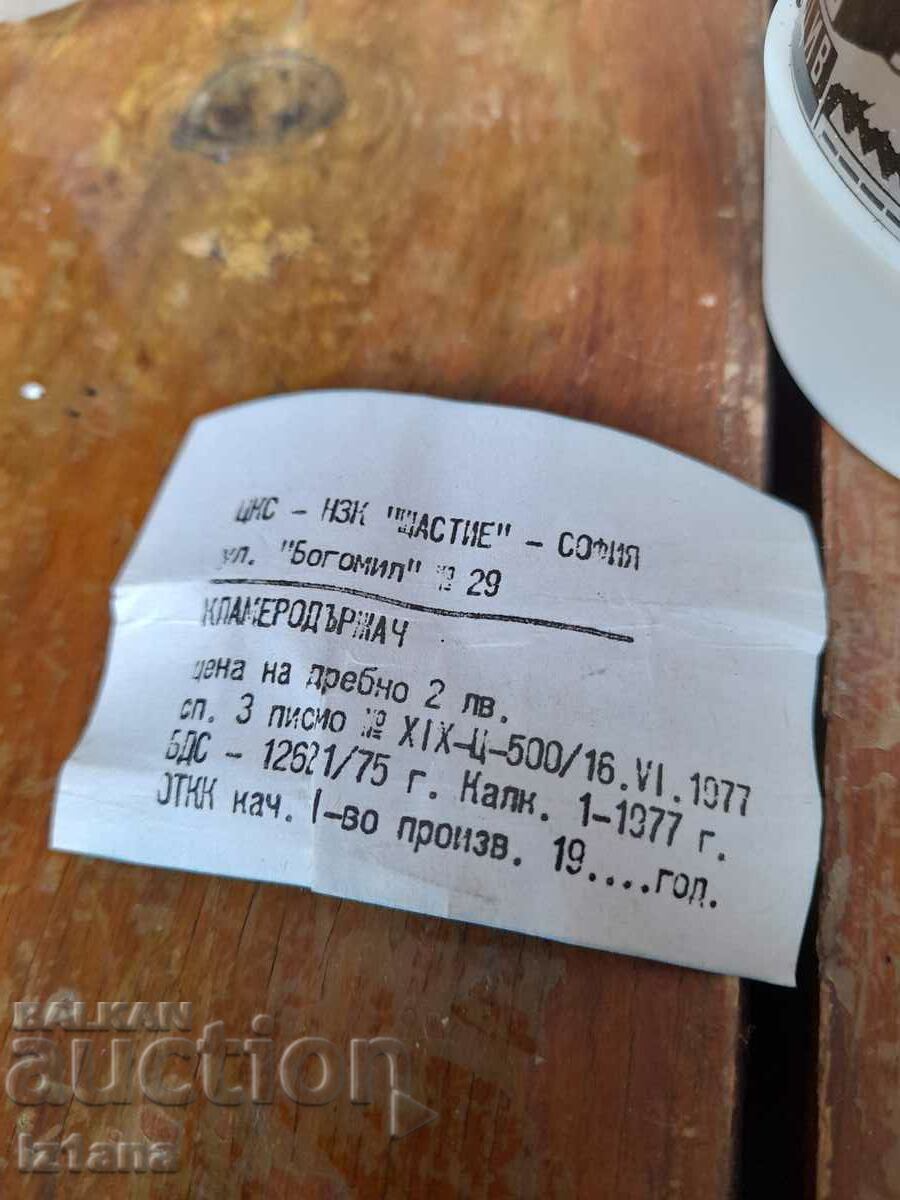 ЦКС - НЗК "ЩАСТИЕ" - СОФИЯ
ул. "Богомил" № 29
КЛАМЕРОДЪРЖАЧ
цена на дребно 2 лв.
сп. 3 писмо № XIX-Ц-500/16.VI.1977
БДС - 12621/75 г. Калк. 1-1977 г.
ОТКК кач. I-во произв. 19....год.
BALKAN
auction
iz1ana